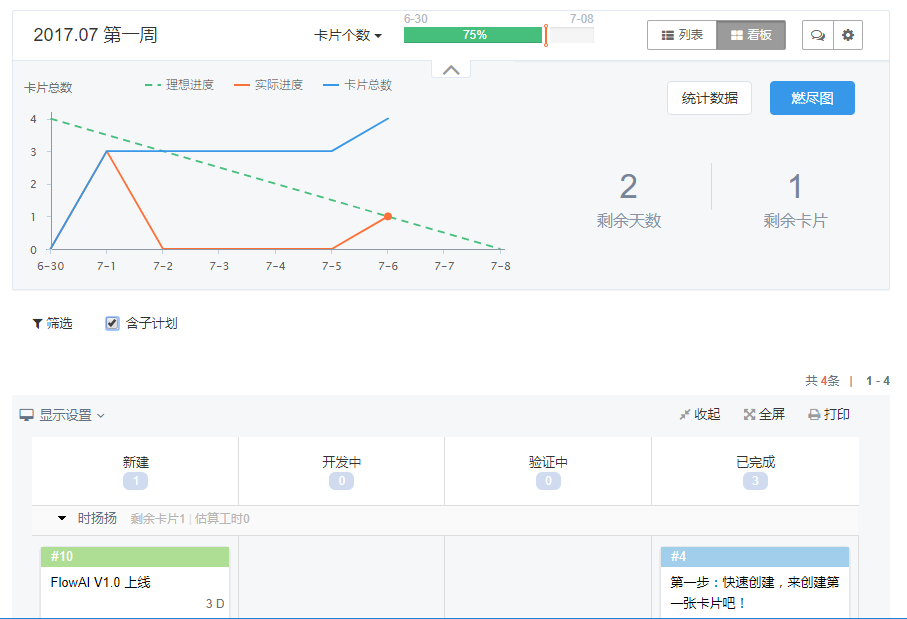 6-30 7-08
2017.07 第一周 卡片个数 75% 列表 看板
卡片总数 理想进度 实际进度 卡片总数
统计数据 燃尽图
4
3
2
1
0
6-30 7-1 7-2 7-3 7-4 7-5 7-6 7-7 7-8
2 1
剩余天数 剩余卡片
筛选 含子计划
共 4条 | 1 - 4
显示设置 收起 全屏 打印
新建 开发中 验证中 已完成
1 0 0 3
时扬扬 剩余卡片1 | 估算工时0
#10 #4
FlowAI V1.0 上线 第一步：快速创建，来创建第
3 D 一张卡片吧！